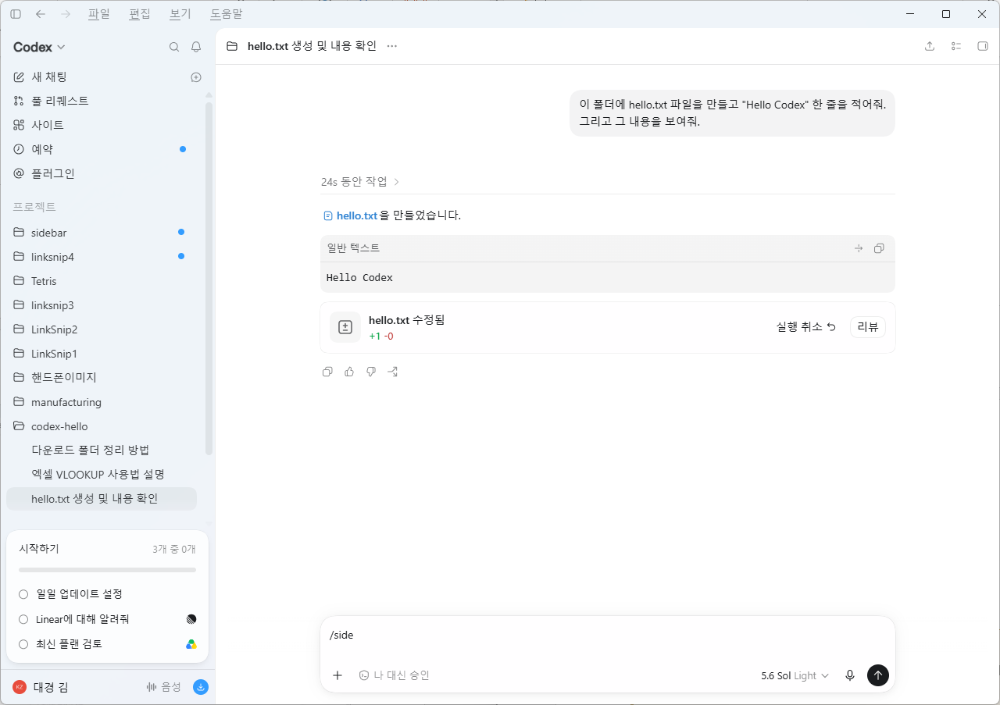 파일 편집 보기 도움말
Codex
새 채팅
풀 리퀘스트
사이트
예약
플러그인
프로젝트
sidebar
linksnip4
Tetris
linksnip3
LinkSnip2
LinkSnip1
핸드폰이미지
manufacturing
codex-hello
다운로드 폴더 정리 방법
엑셀 VLOOKUP 사용법 설명
hello.txt 생성 및 내용 확인
시작하기 3개 중 0개
일일 업데이트 설정
Linear에 대해 알려줘
최신 플랜 검토
KZ 대경 김 음성
hello.txt 생성 및 내용 확인
이 폴더에 hello.txt 파일을 만들고 "Hello Codex" 한 줄을 적어줘.
그리고 그 내용을 보여줘.
24s 동안 작업
hello.txt을 만들었습니다.
일반 텍스트
Hello Codex
hello.txt 수정됨
+1 -0
실행 취소 리뷰
/side
나 대신 승인 5.6 Sol Light